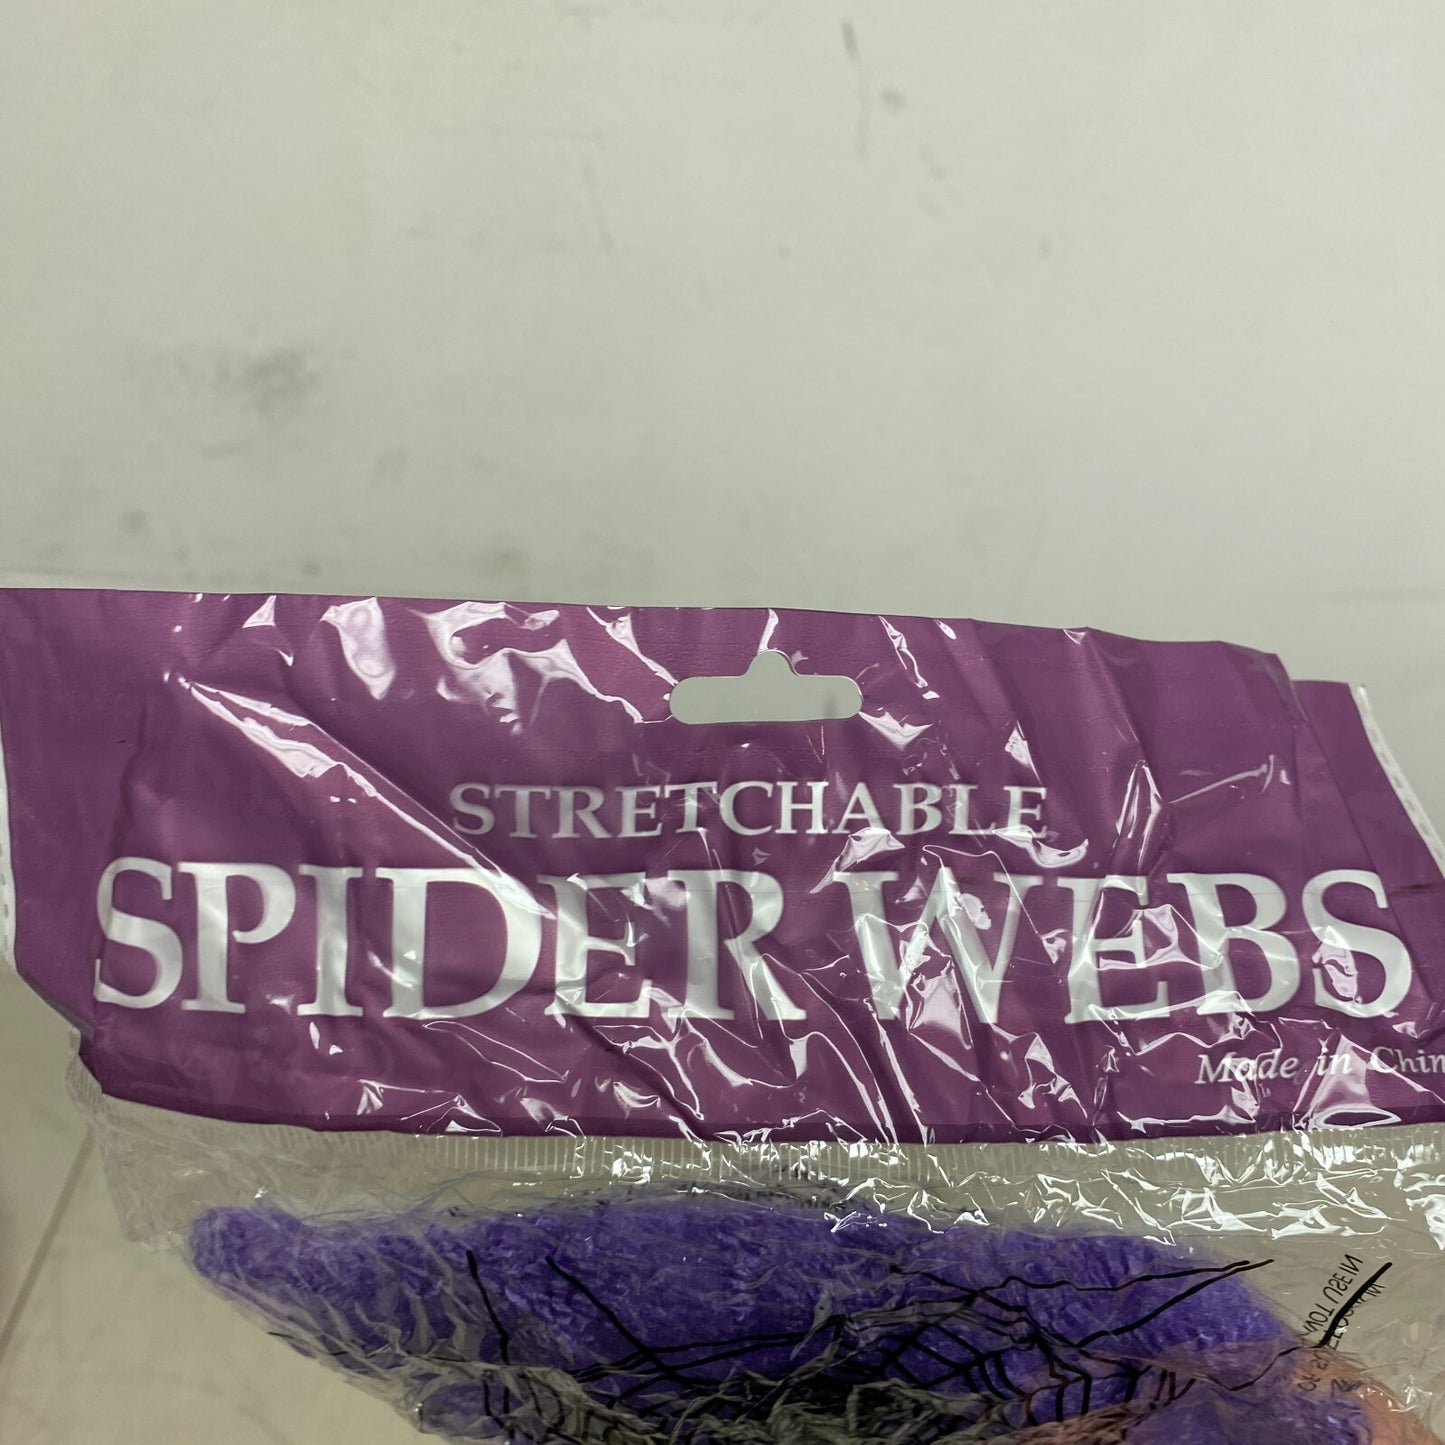 STRETCHABLE
SPIDER WEBS
Made in Chin